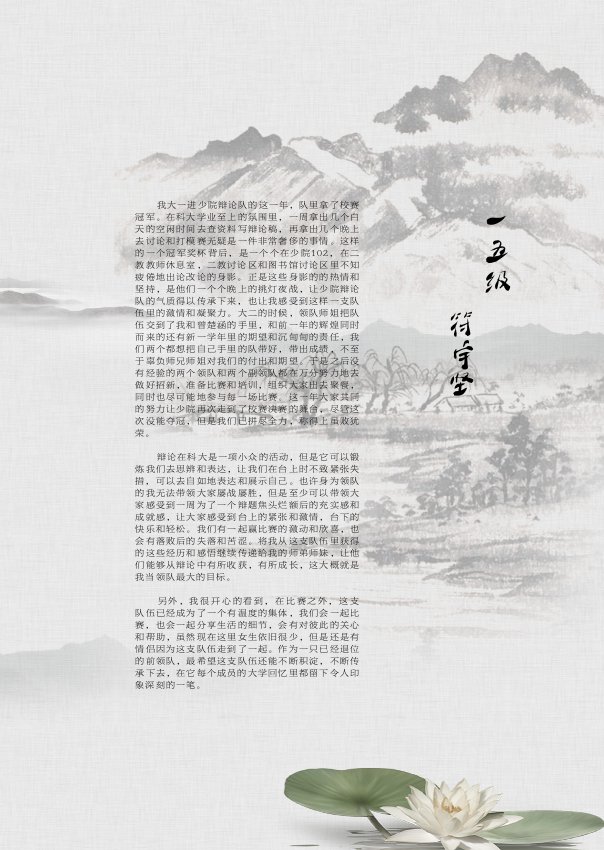 一五级
符宇坚
我大一进少院辩论队的这一年，队里拿了校赛
冠军。在科大学业至上的氛围里，一周拿出几个白
天的空闲时间去查资料写辩论稿，再拿出几个晚上
去讨论和打模赛无疑是一件非常奢侈的事情。这样
的一个冠军奖杯背后，是一个个在少院102，在二
教教师休息室，二教讨论区和图书馆讨论区里不知
疲倦地出论改论的身影。正是这些身影的的热情和
坚持，是他们一个个晚上的挑灯夜战，让少院辩论
队的气质得以传承下来，也让我感受到这样一支队
伍里的激情和凝聚力。大二的时候，领队师姐把队
伍交到了我和曾楚涵的手里，和前一年的辉煌同时
而来的还有新一学年里的期望和沉甸甸的责任，我
们两个都想把自己手里的队带好，带出成绩，不至
于辜负师兄师姐对我们的付出和期望。于是之后没
有经验的两个领队和两个副领队都在万分努力地去
做好招新，准备比赛和培训，组织大家出去聚餐，
同时也尽可能地参与每一场比赛。这一年大家共同
的努力让少院再次走到了校赛决赛的舞台，尽管这
次没能夺冠，但是我们已拼尽全力，称得上虽败犹
荣。
辩论在科大是一项小众的活动，但是它可以锻
炼我们去思辨和表达，让我们在台上时不致紧张失
措，可以去自如地表达和展示自己。也许身为领队
的我无法带领大家屡战屡胜，但是至少可以带领大
家感受到一周为了一个辩题焦头烂额后的充实感和
成就感，让大家感受到台上的紧张和激情，台下的
快乐和轻松。我们有一起赢比赛的激动和欣喜，也
会有落败后的失落和苦涩。将我从这支队伍里获得
的这些经历和感悟继续传递给我的师弟师妹，让他
们能够从辩论中有所收获，有所成长，这大概就是
我当领队最大的目标。
另外，我很开心的看到，在比赛之外，这支
队伍已经成为了一个有温度的集体，我们会一起比
赛，也会一起分享生活的细节，会有对彼此的关心
和帮助，虽然现在这里女生依旧很少，但是还是有
情侣因为这支队伍走到了一起。作为一只已经退位
的前领队，最希望这支队伍还能不断积淀，不断传
承下去，在它每个成员的大学回忆里都留下令人印
象深刻的一笔。